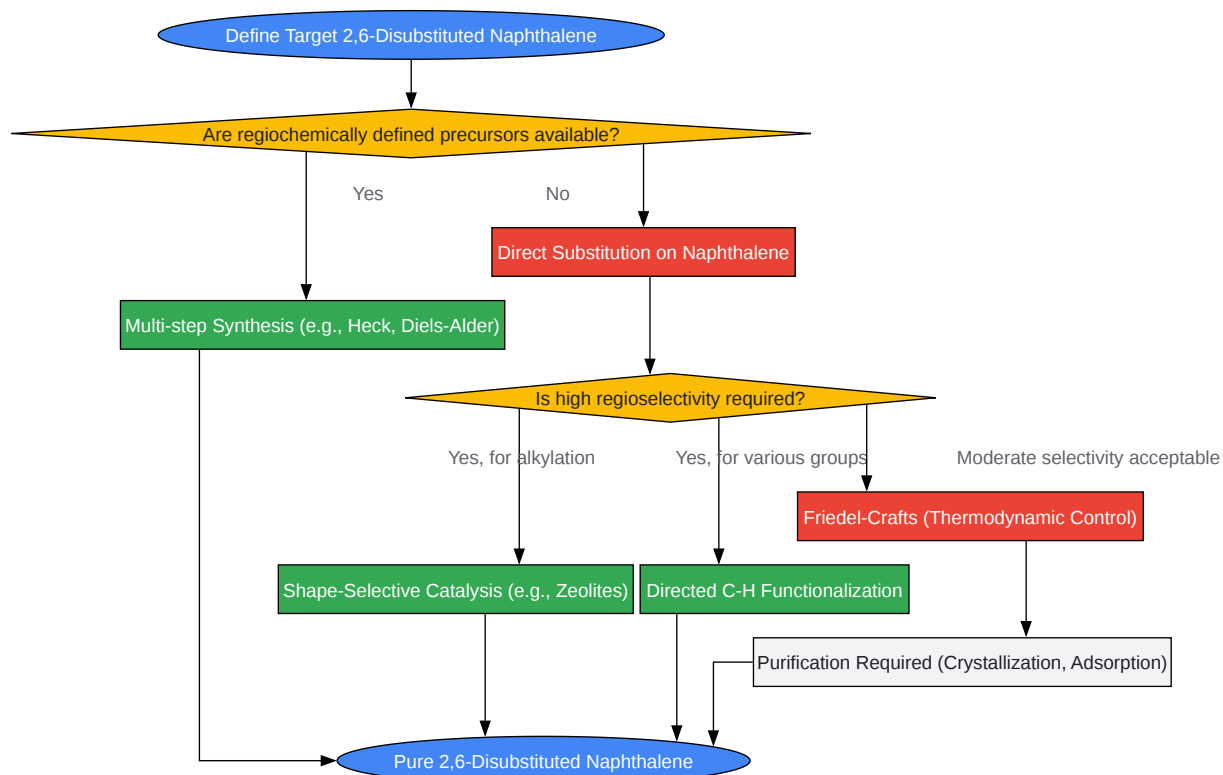 Define Target 2,6-Disubstituted Naphthalene
Are regiochemically defined precursors available?
Yes
No
Direct Substitution on Naphthalene
Multi-step Synthesis (e.g., Heck, Diels-Alder)
Is high regioselectivity required?
Yes, for alkylation
Yes, for various groups
Moderate selectivity acceptable
Friedel-Crafts (Thermodynamic Control)
Shape-Selective Catalysis (e.g., Zeolites)
Directed C-H Functionalization
Purification Required (Crystallization, Adsorption)
Pure 2,6-Disubstituted Naphthalene